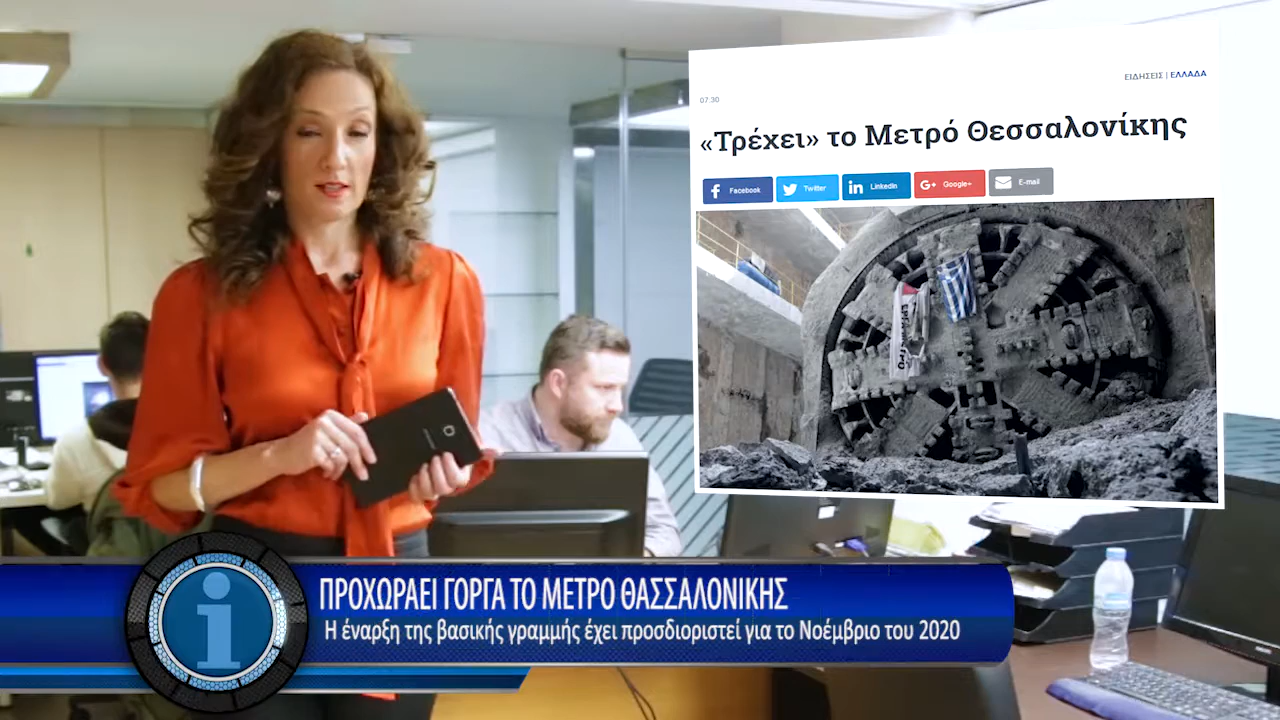 ΕΙΔΗΣΕΙΣ | ΕΛΛΑΔΑ
07:30
«Τρέχει» το Μετρό Θεσσαλονίκης
Facebook Twitter LinkedIn Google+ E-mail
ΠΡΟΧΩΡΑΕΙ ΓΟΡΓΑ ΤΟ ΜΕΤΡΟ ΘΑΣΣΑΛΟΝΙΚΗΣ
Η έναρξη της βασικής γραμμής έχει προσδιοριστεί για το Νοέμβριο του 2020